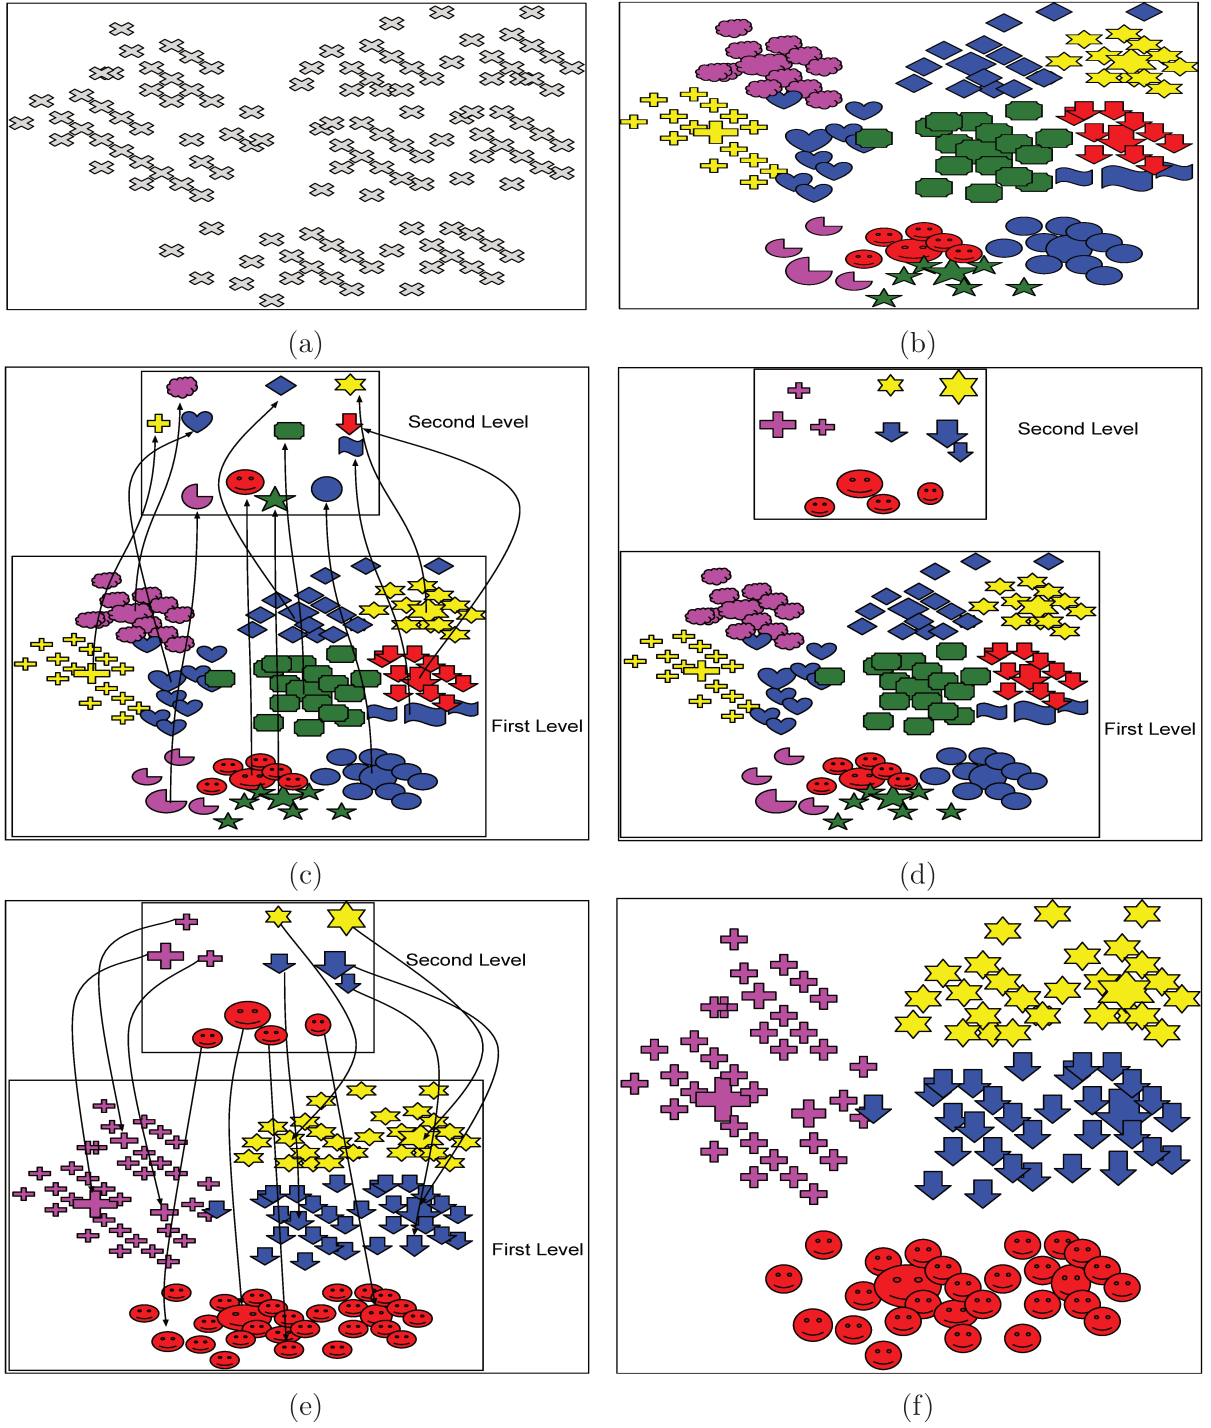 (a)
(b)
Second Level
First Level
(c)
Second Level
First Level
(d)
Second Level
First Level
(e)
(f)